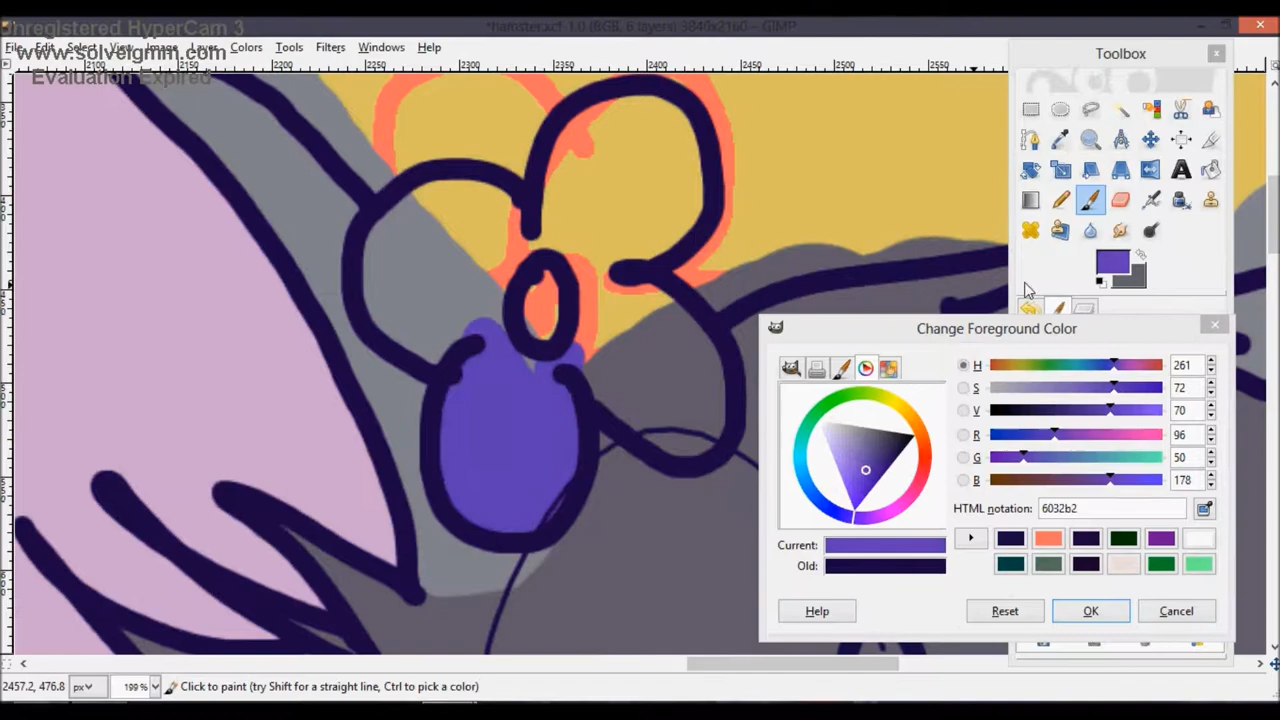 Unregistered HyperCam 3
*hamster.xcf-1.0 (RGB, 6 layers) 3840x2160 – GIMP
File Edit Select View Image Layer Colors Tools Filters Windows Help
www.solveigmm.com
Evaluation Expired
2100 2200 2250 2300 2350 2400 2450 2500 2550
Toolbox
Change Foreground Color
H 261
S 72
V 70
R 96
G 50
B 178
HTML notation: 6032b2
Current:
Old:
Help Reset OK Cancel
2457.2, 476.8 px 199 % Click to paint (try Shift for a straight line, Ctrl to pick a color)